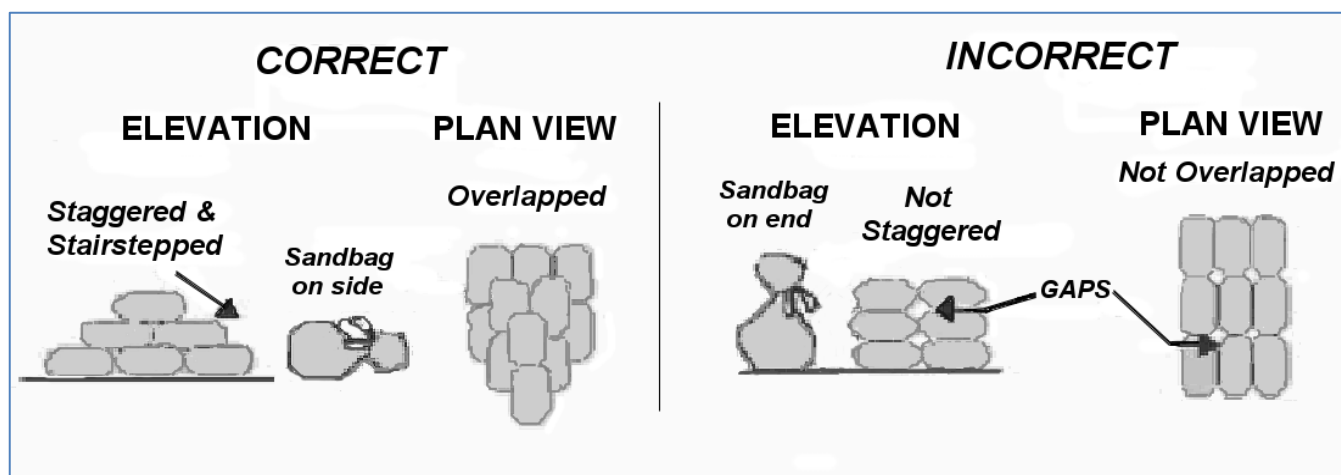 CORRECT
ELEVATION
PLAN VIEW
Staggered &
Stairstepped
Sandbag
on side
Overlapped
INCORRECT
ELEVATION
PLAN VIEW
Sandbag
on end
Not
Staggered
Not Overlapped
GAPS